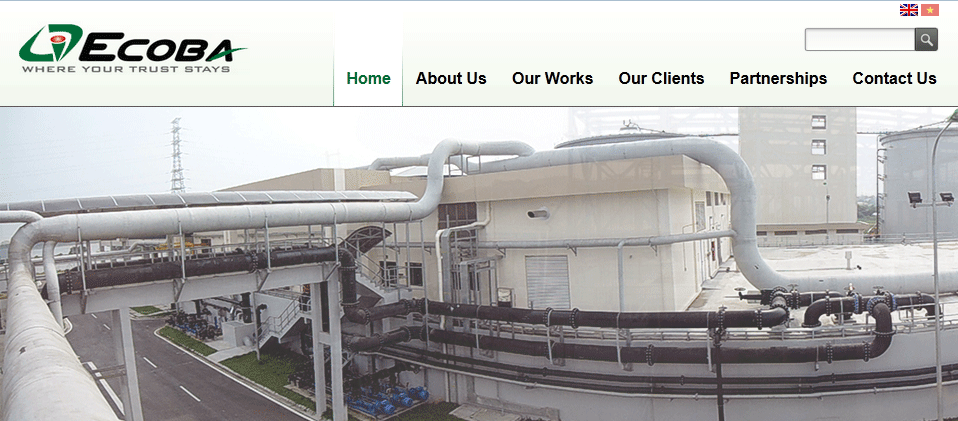 ECOBA
WHERE YOUR TRUST STAYS
Home About Us Our Works Our Clients Partnerships Contact Us